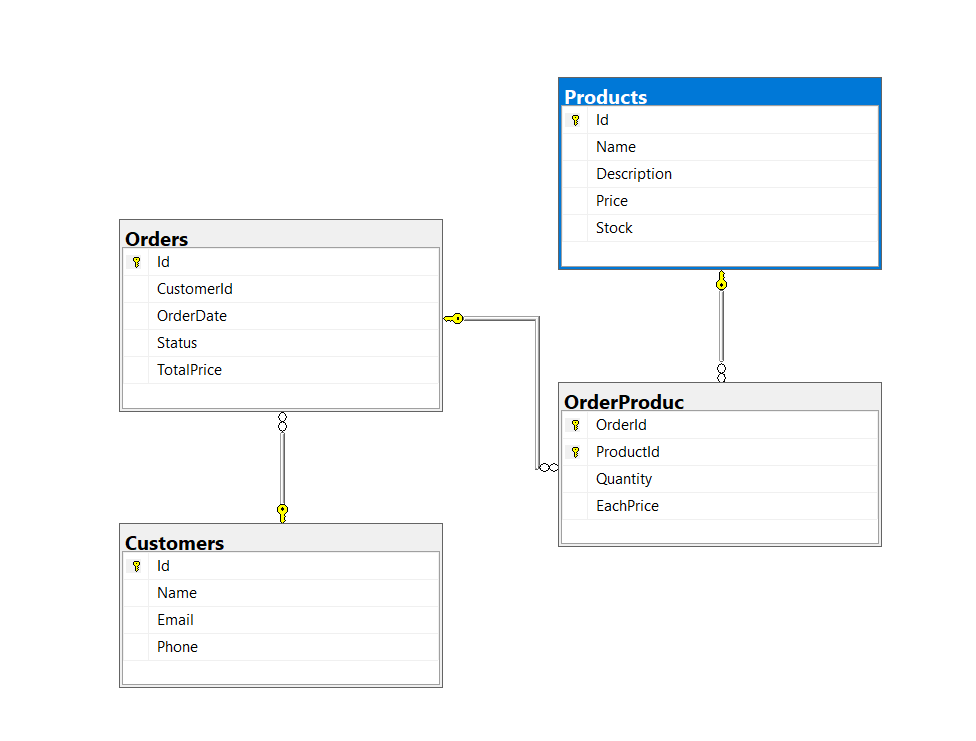 Products
Id
Name
Description
Price
Stock
Orders
Id
CustomerId
OrderDate
Status
TotalPrice
OrderProduc
OrderId
ProductId
Quantity
EachPrice
Customers
Id
Name
Email
Phone